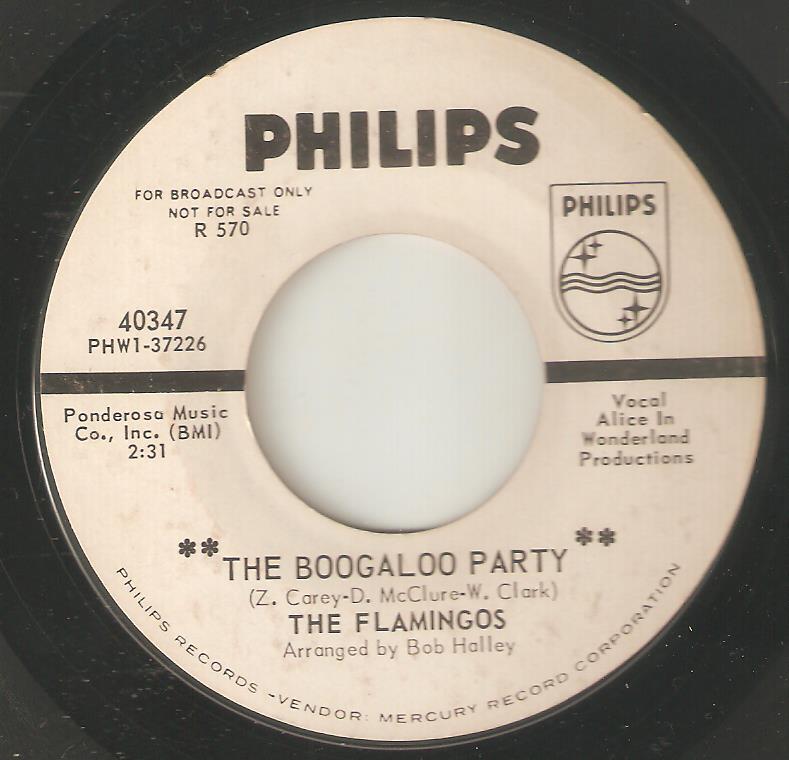 PHILIPS
FOR BROADCAST ONLY
NOT FOR SALE
R 570
PHILIPS
40347
PHW1-37226
Ponderosa Music
Co., Inc. (BMI)
2:31
Vocal
Alice In
Wonderland
Productions
**THE BOOGALOO PARTY**
(Z. Carey-D. McClure-W. Clark)
THE FLAMINGOS
Arranged by Bob Halley
PHILIPS RECORDS -VENDOR: MERCURY RECORD CORPORATION